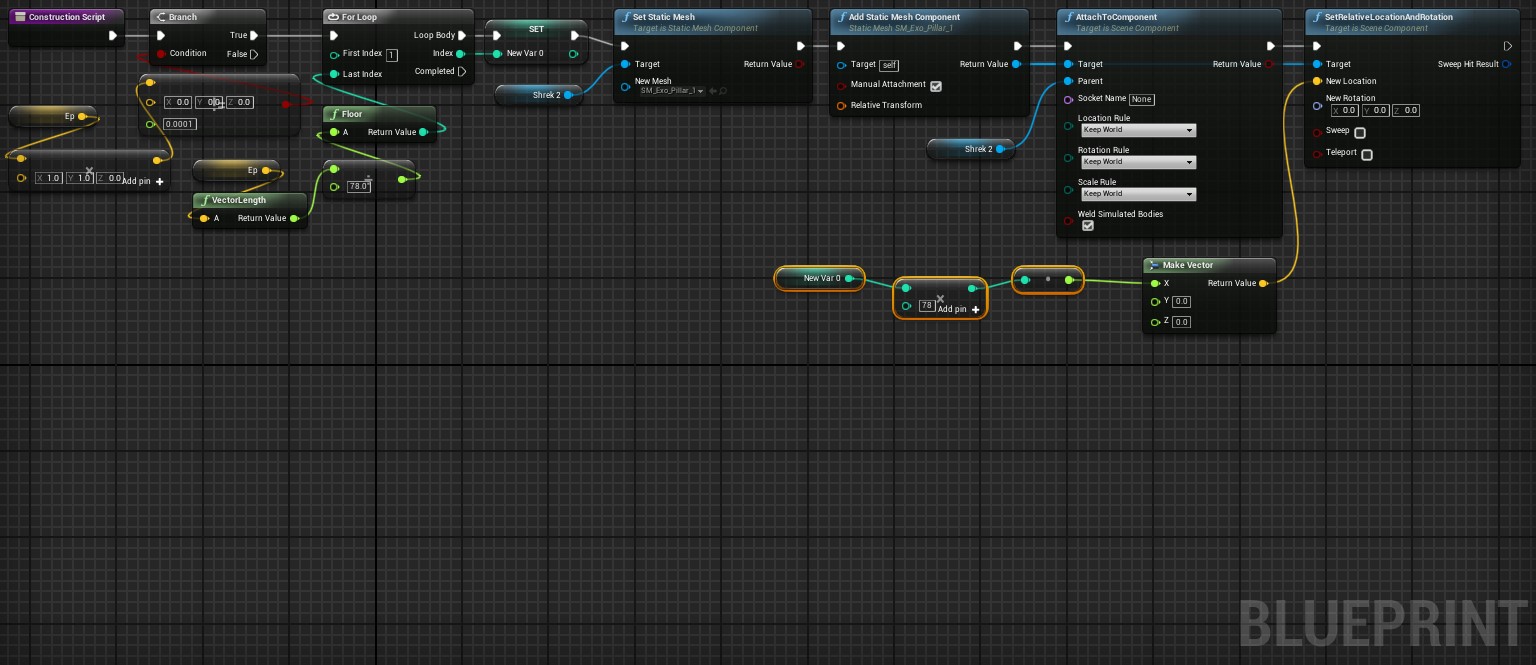 Construction Script
Branch
True
Condition
False
For Loop
Loop Body
First Index 1
Index
Last Index
Completed
SET
New Var 0
Set Static Mesh
Target is Static Mesh Component
Target
Return Value
New Mesh
SM_Exo_Pillar_1
Add Static Mesh Component
Static Mesh SM_Exo_Pillar_1
Target self
Return Value
Manual Attachment
Relative Transform
AttachToComponent
Target is Scene Component
Target
Return Value
Parent
Socket Name None
Location Rule
Keep World
Rotation Rule
Keep World
Scale Rule
Keep World
Weld Simulated Bodies
SetRelativeLocationAndRotation
Target is Scene Component
Target
Sweep Hit Result
New Location
New Rotation
X 0.0 Y 0.0 Z 0.0
Sweep
Teleport
X 0.0 Y 0.0 Z 0.0
0.0001
Ep
X 1.0 Y 1.0 Z 0.0
Add pin
Ep
VectorLength
A Return Value
Floor
A Return Value
78.0
Shrek 2
Shrek 2
New Var 0
78
Add pin
Make Vector
X Return Value
Y 0.0
Z 0.0
BLUEPRINT